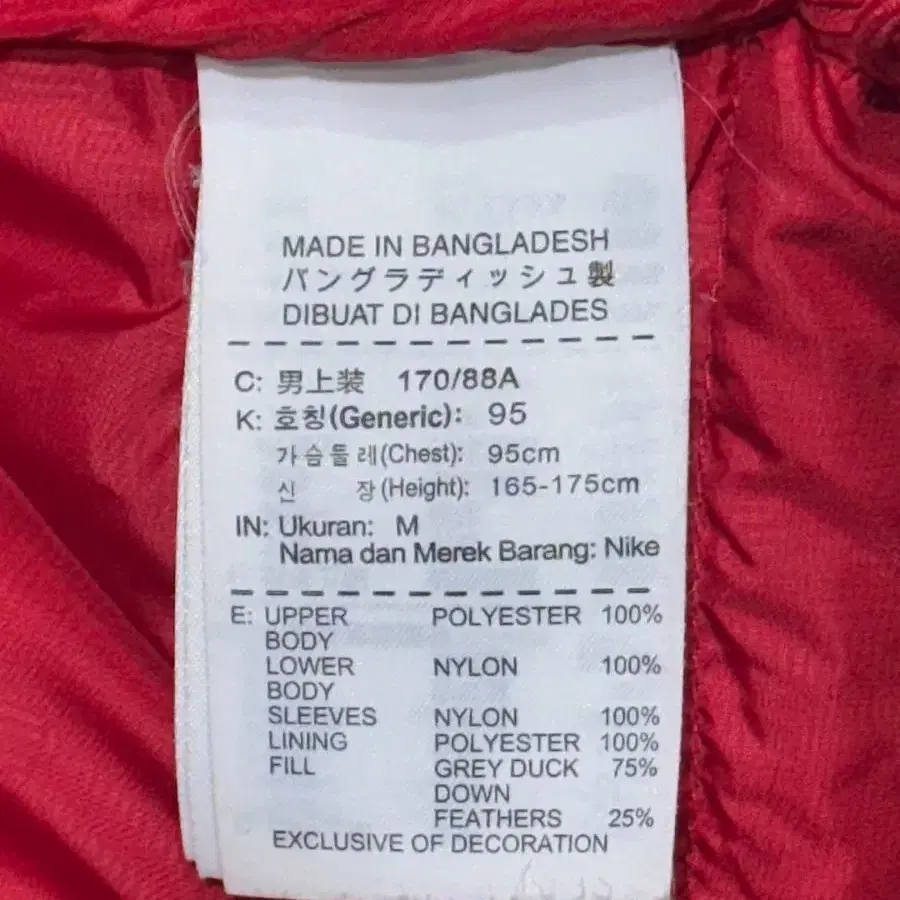 MADE IN BANGLADESH
バングラディッシュ製
DIBUAT DI BANGLADES
C: 男上装 170/88A
K: 호칭(Generic): 95
가슴둘레(Chest): 95cm
신 장(Height): 165-175cm
IN: Ukuran: M
Nama dan Merek Barang: Nike
E: UPPER POLYESTER 100%
BODY
LOWER NYLON 100%
BODY
SLEEVES NYLON 100%
LINING POLYESTER 100%
FILL GREY DUCK 75%
DOWN
FEATHERS 25%
EXCLUSIVE OF DECORATION